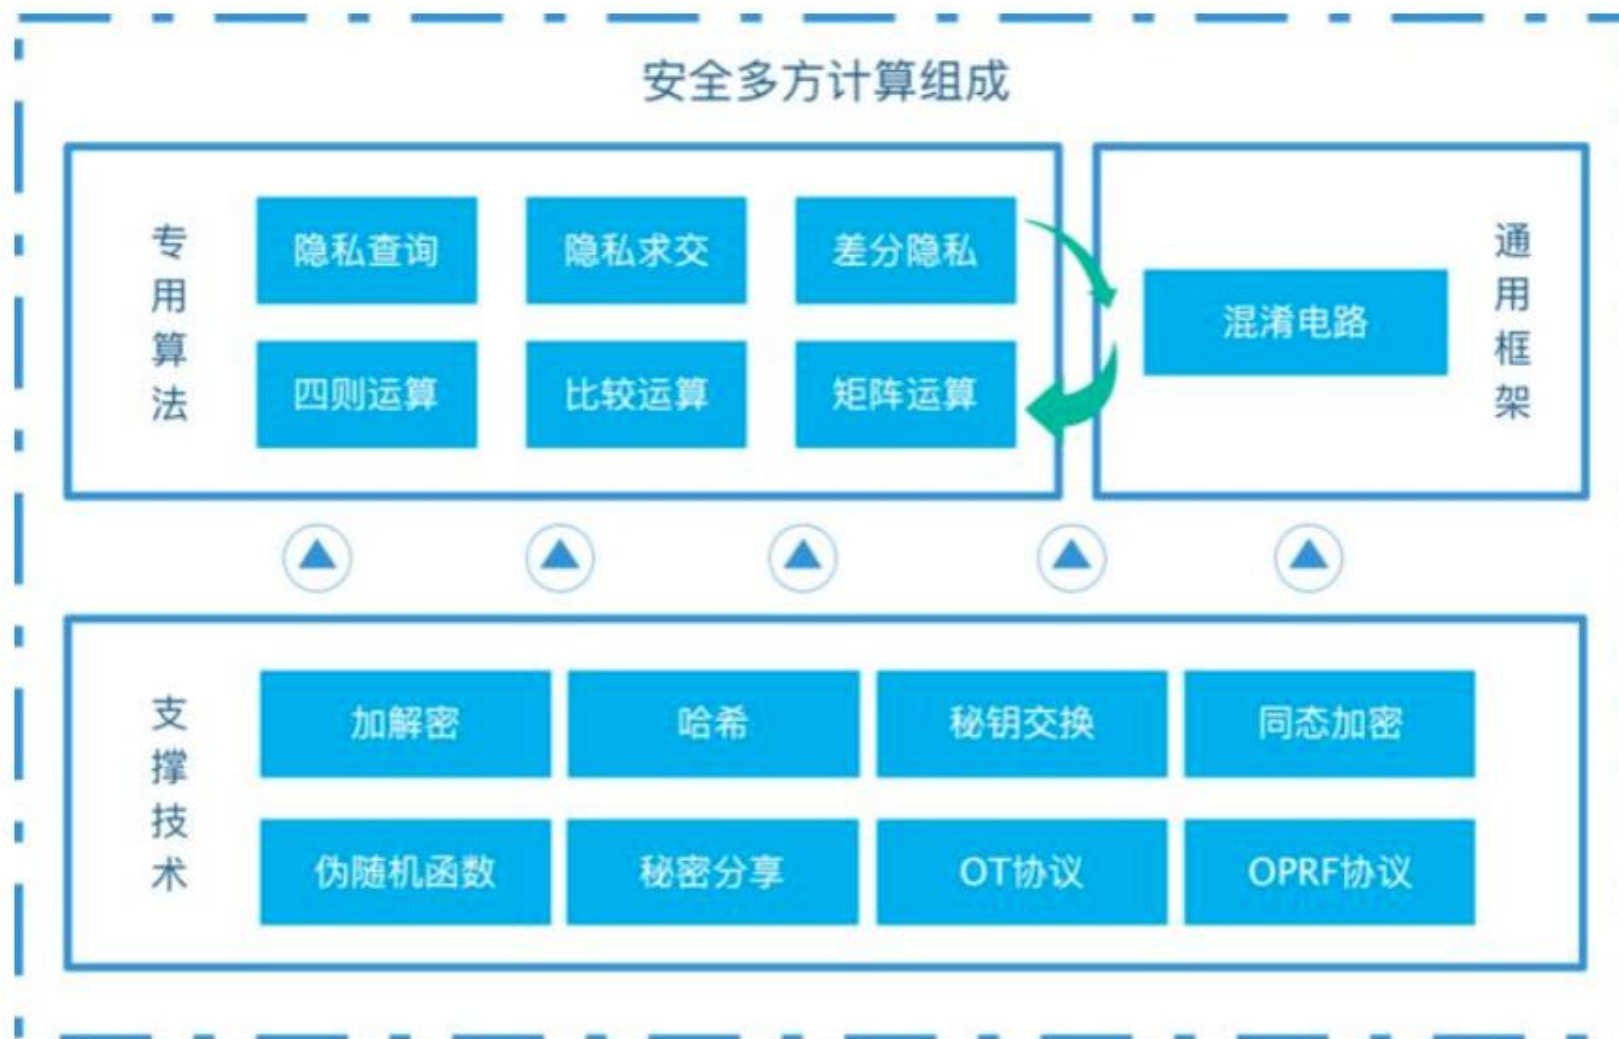 安全多方计算组成
专用算法
隐私查询
隐私求交
差分隐私
四则运算
比较运算
矩阵运算
混淆电路
通用框架
支撑技术
加解密
哈希
秘钥交换
同态加密
伪随机函数
秘密分享
OT协议
OPRF协议